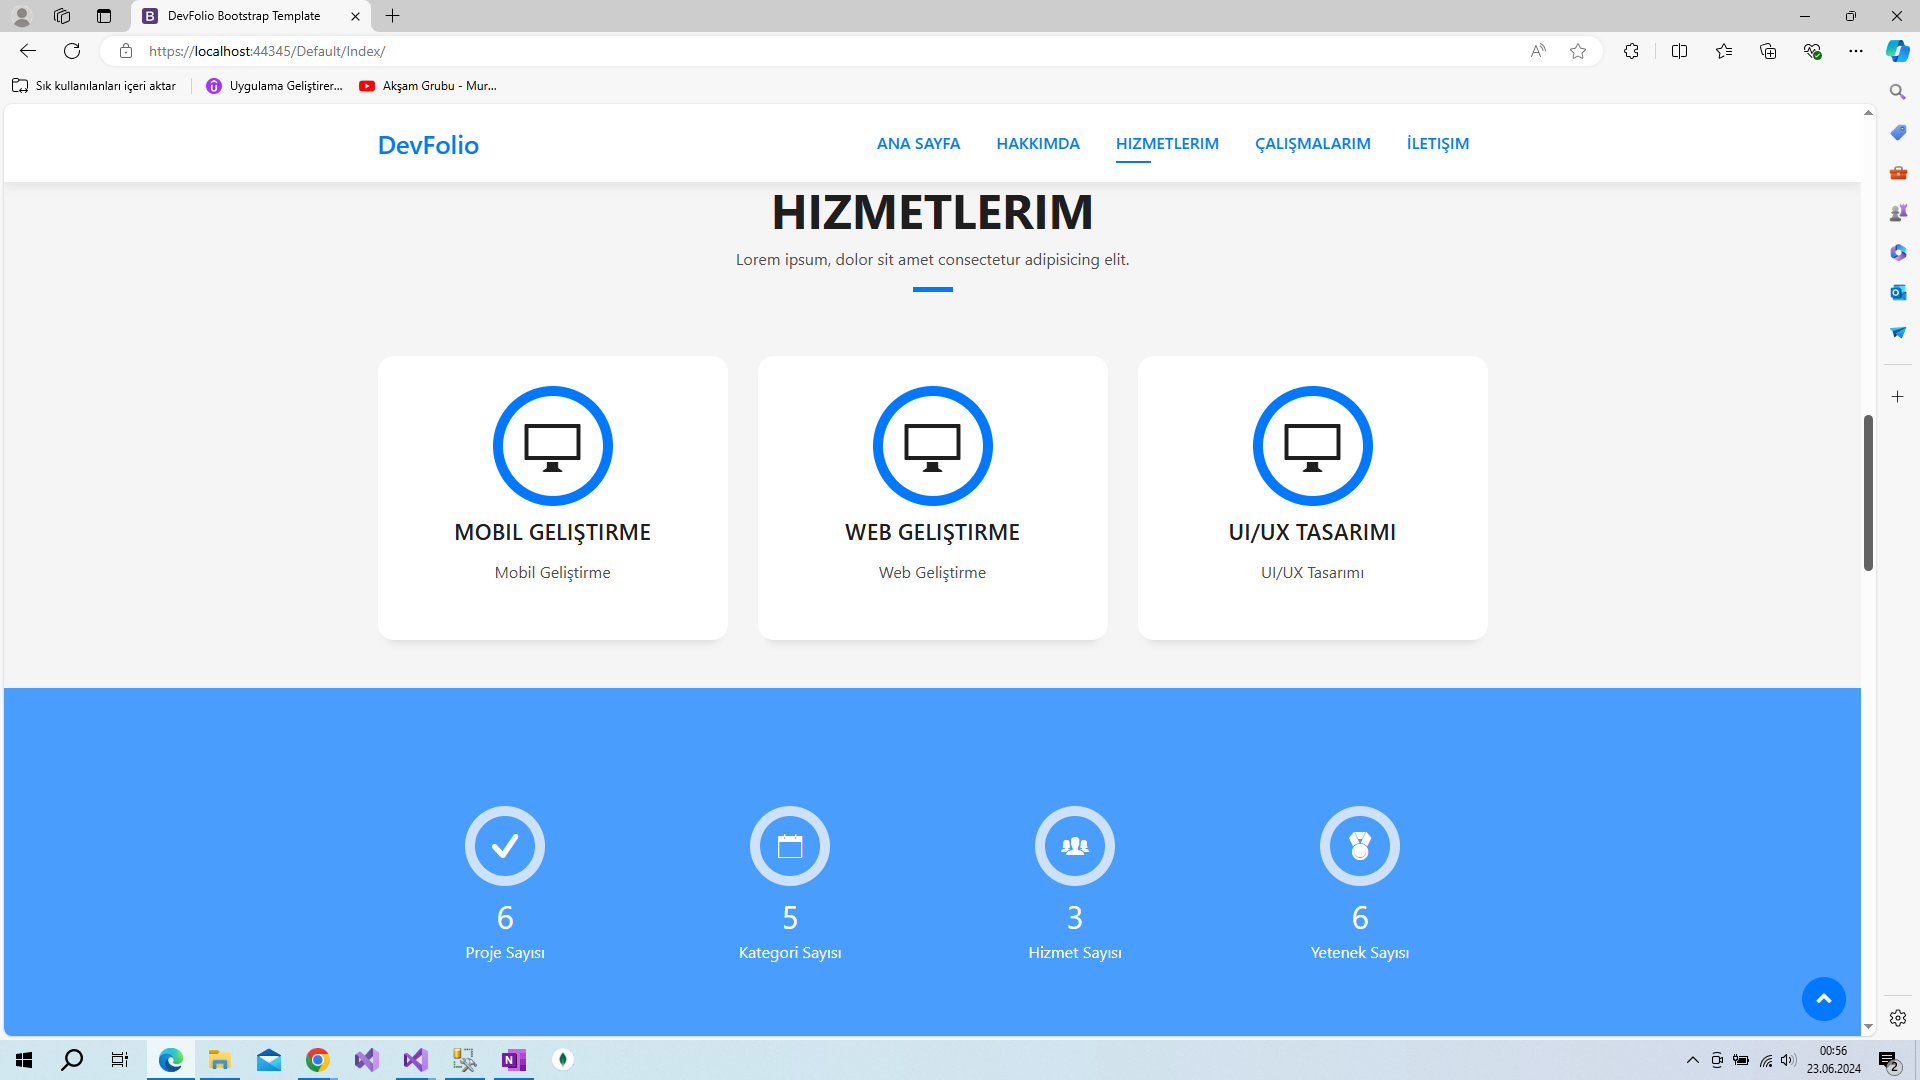 DevFolio Bootstrap Template
https://localhost:44345/Default/Index/
Sık kullanılanları içeri aktar
Uygulama Geliştirer...
Akşam Grubu - Mur...
DevFolio
ANA SAYFA
HAKKIMDA
HIZMETLERIM
ÇALIŞMALARIM
İLETIŞIM
HIZMETLERIM
Lorem ipsum, dolor sit amet consectetur adipisicing elit.
MOBIL GELIŞTIRME
Mobil Geliştirme
WEB GELIŞTIRME
Web Geliştirme
UI/UX TASARIMI
UI/UX Tasarımı
6
Proje Sayısı
5
Kategori Sayısı
3
Hizmet Sayısı
6
Yetenek Sayısı
00:56
23.06.2024
2